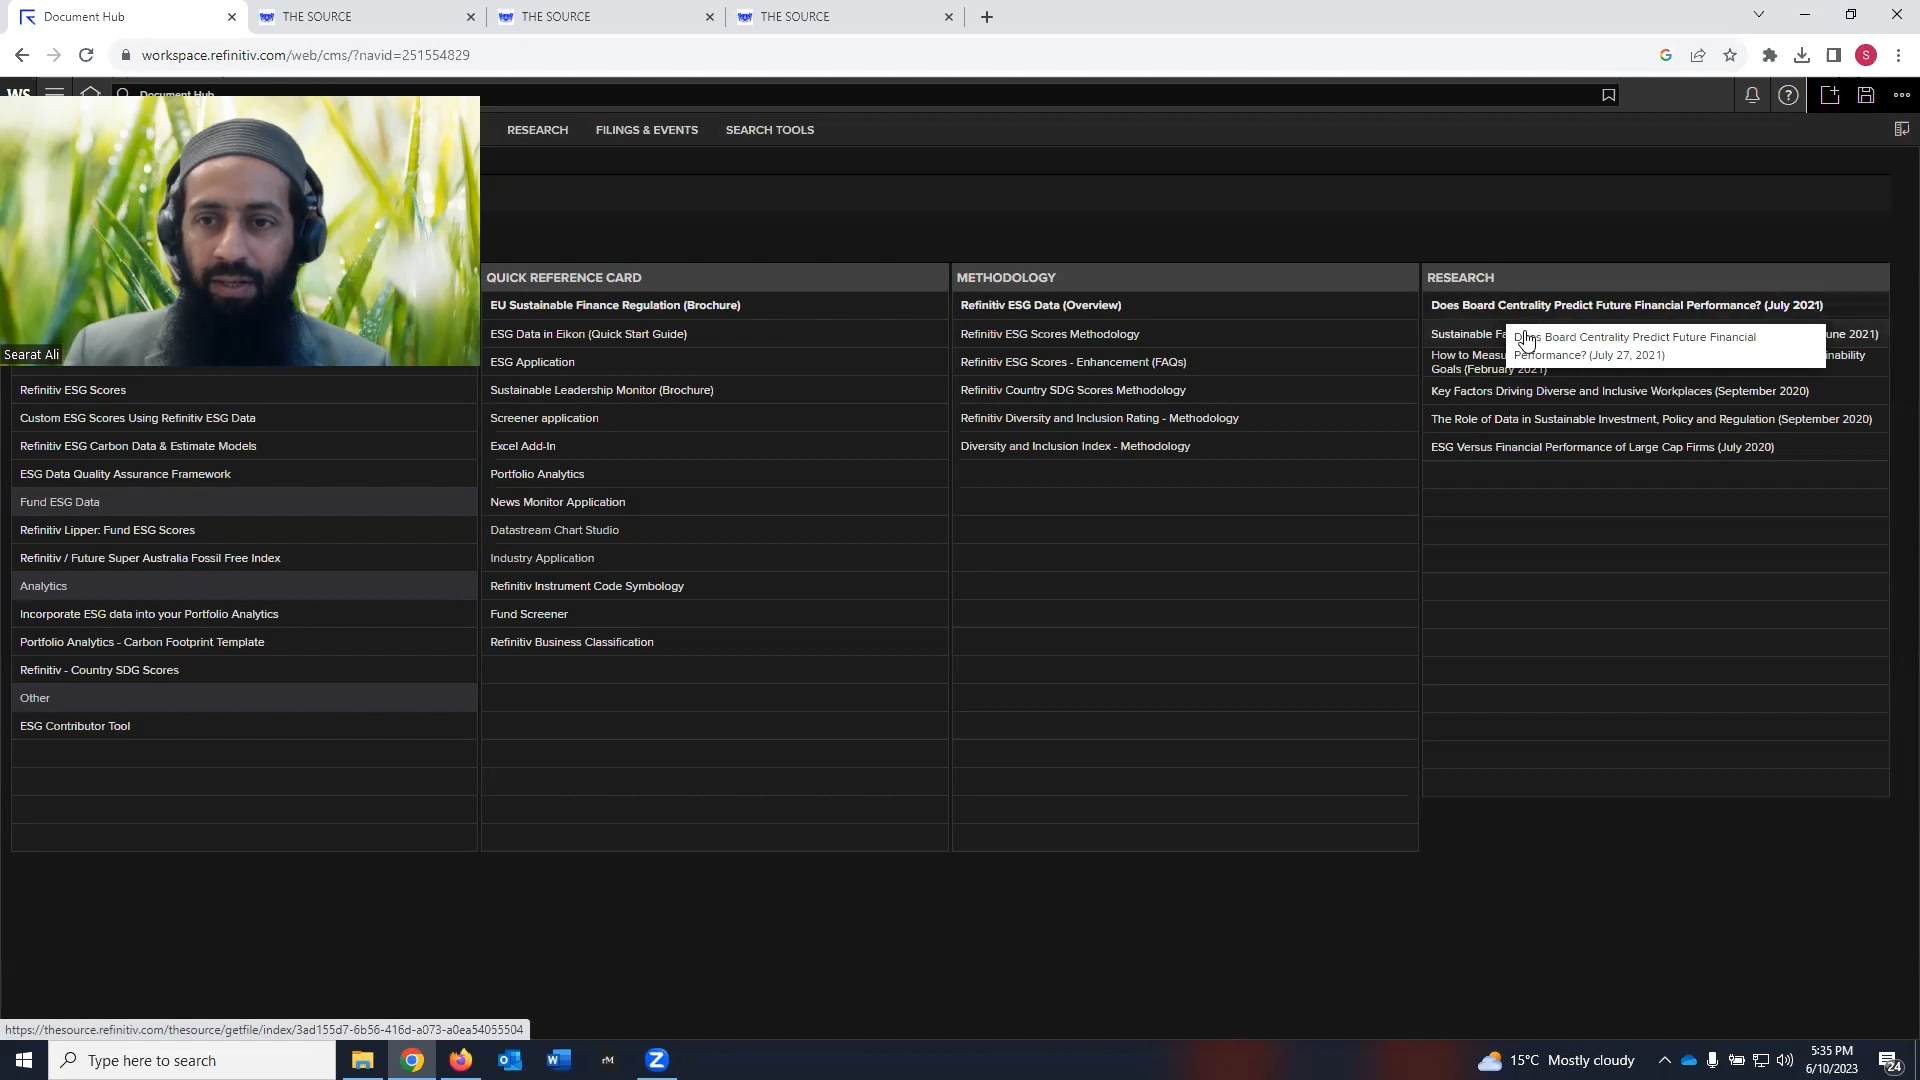 Document Hub
THE SOURCE
THE SOURCE
THE SOURCE
workspace.refinitiv.com/web/cms/?navid=251554829
S
WS
Document Hub
RESEARCH
FILINGS & EVENTS
SEARCH TOOLS
Searat Ali
Refinitiv ESG Scores
Custom ESG Scores Using Refinitiv ESG Data
Refinitiv ESG Carbon Data & Estimate Models
ESG Data Quality Assurance Framework
Fund ESG Data
Refinitiv Lipper: Fund ESG Scores
Refinitiv / Future Super Australia Fossil Free Index
Analytics
Incorporate ESG data into your Portfolio Analytics
Portfolio Analytics - Carbon Footprint Template
Refinitiv - Country SDG Scores
Other
ESG Contributor Tool
QUICK REFERENCE CARD
EU Sustainable Finance Regulation (Brochure)
ESG Data in Eikon (Quick Start Guide)
ESG Application
Sustainable Leadership Monitor (Brochure)
Screener application
Excel Add-In
Portfolio Analytics
News Monitor Application
Datastream Chart Studio
Industry Application
Refinitiv Instrument Code Symbology
Fund Screener
Refinitiv Business Classification
METHODOLOGY
Refinitiv ESG Data (Overview)
Refinitiv ESG Scores Methodology
Refinitiv ESG Scores - Enhancement (FAQs)
Refinitiv Country SDG Scores Methodology
Refinitiv Diversity and Inclusion Rating - Methodology
Diversity and Inclusion Index - Methodology
RESEARCH
Does Board Centrality Predict Future Financial Performance? (July 2021)
Sustainable 2021)
Does Board Centrality Predict Future Financial
Performance? (July 27, 2021)
How to
Goals (February 2021)
Key Factors Driving Diverse and Inclusive Workplaces (September 2020)
The Role of Data in Sustainable Investment, Policy and Regulation (September 2020)
ESG Versus Financial Performance of Large Cap Firms (July 2020)
https://thesource.refinitiv.com/thesource/getfile/index/3ad155d7-6b56-416d-a073-a0ea54055504
Type here to search
rM
15°C Mostly cloudy
5:35 PM
6/10/2023
24